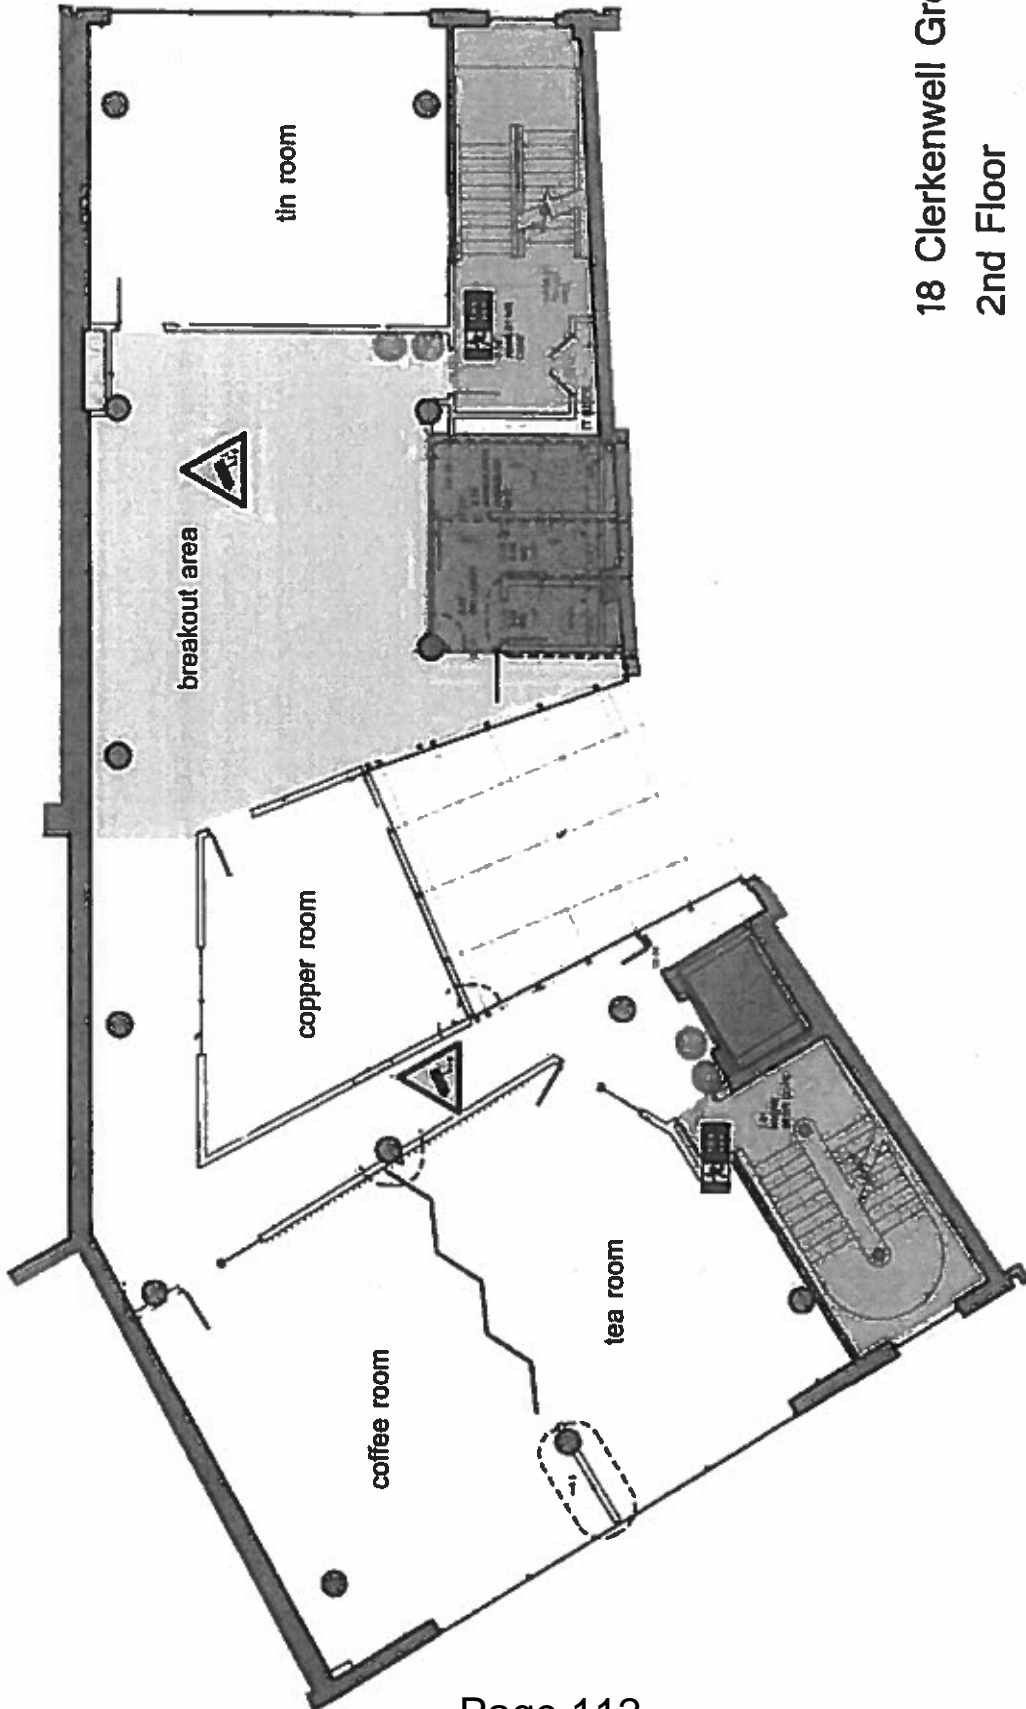 tin room
breakout area
copper room
tea room
coffee room
18 Clerkenwell Gr
2nd Floor
Page 112